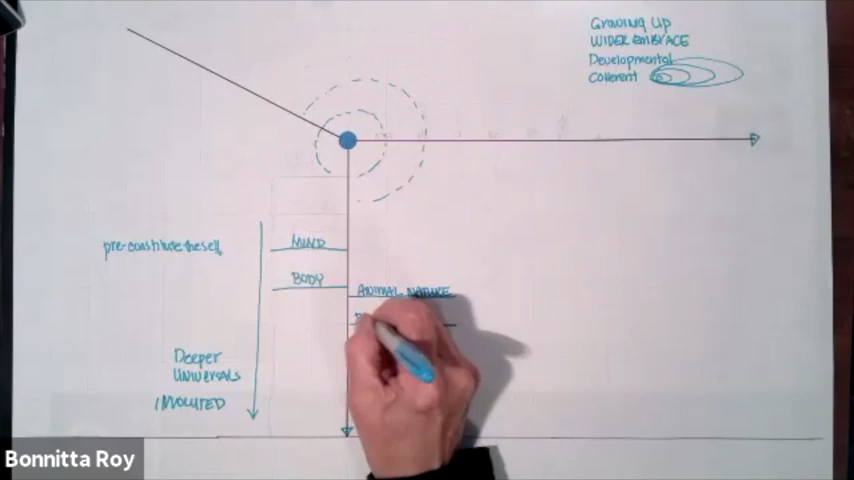 Growing Up
WIDER EMBRACE
Developmental
Coherent
pre-constitute the self
MIND
BODY
ANIMAL NATURE
Deeper
UNIVERSALS
INVOLUTED
Bonnitta Roy